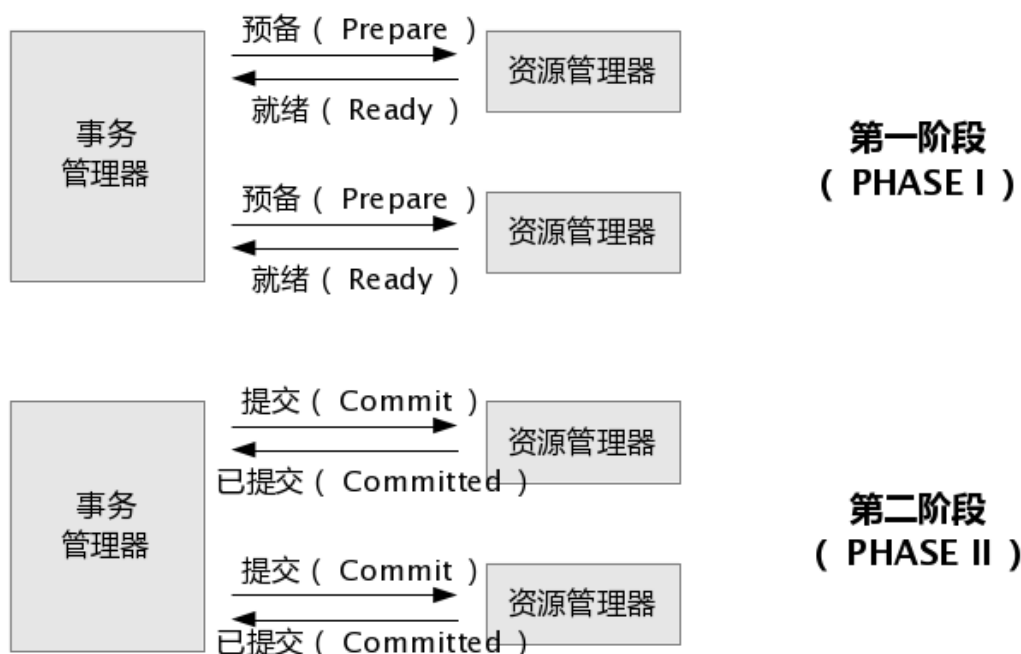 预备（ Prepare ）
资源管理器
就绪（ Ready ）
事务
管理器
第一阶段
（ PHASE I ）
预备（ Prepare ）
资源管理器
就绪（ Ready ）
提交（ Commit ）
资源管理器
已提交（ Committed ）
事务
管理器
第二阶段
（ PHASE II ）
提交（ Commit ）
资源管理器
已提交（ Committed ）